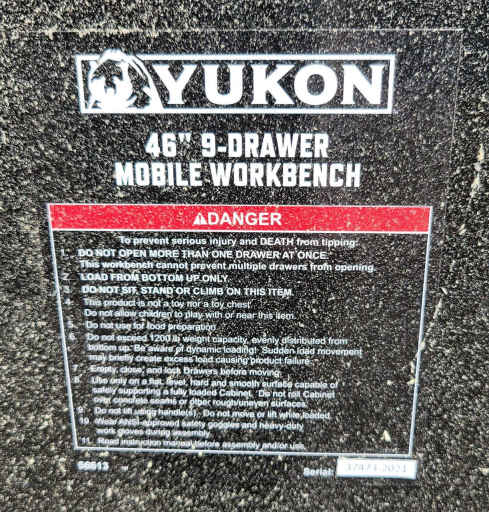 YUKON
46" 9-DRAWER
MOBILE WORKBENCH
⚠DANGER
To prevent serious injury and DEATH from tipping:
1. DO NOT OPEN MORE THAN ONE DRAWER AT ONCE.
This workbench cannot prevent multiple drawers from opening.
2. LOAD FROM BOTTOM UP ONLY.
3. DO NOT SIT, STAND OR CLIMB ON THIS ITEM.
4. This product is not a toy nor a toy chest.
Do not allow children to play with or near this item.
5. Do not use for food preparation.
6. Do not exceed 1200 lb weight capacity, evenly distributed from
bottom up. Be aware of dynamic loading! Sudden load movement
may briefly create excess load causing product failure.
7. Empty, close, and lock Drawers before moving.
8. Use only on a flat, level, hard and smooth surface capable of
safely supporting a fully loaded Cabinet. Do not roll Cabinet
over concrete seams or other rough/uneven surfaces.
9. Do not tilt using handle(s). Do not move or lift while loaded.
10. Wear ANSI-approved safety goggles and heavy-duty
work gloves during assembly.
11. Read instruction manual before assembly and/or use.
56613
Serial: 37473 2021